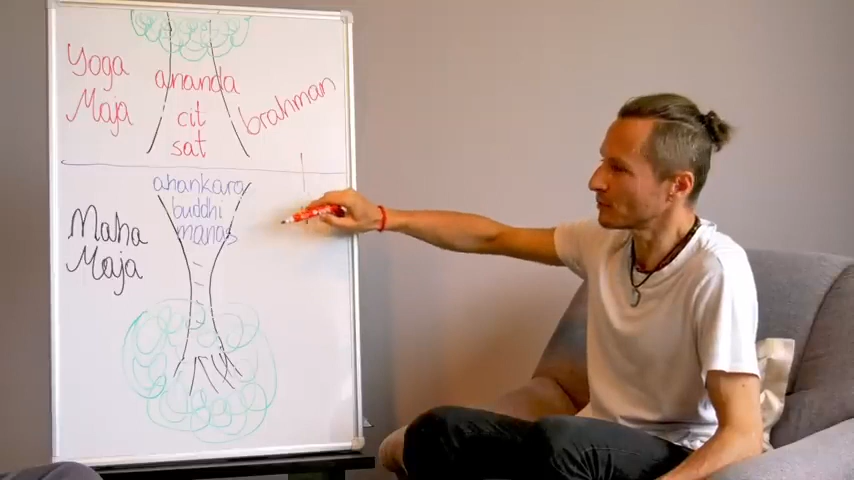 Yoga
Maja
ananda
cit
sat
brahman
ahankara
buddhi
manas
Maha
Maja